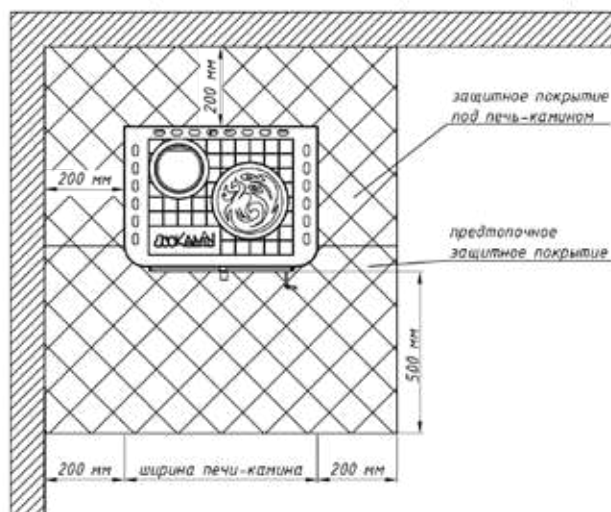 200 мм
защитное покрытие
под печь-камином
200 мм
предтопочное
защитное покрытие
500 мм
200 мм
ширина печи-камина
200 мм